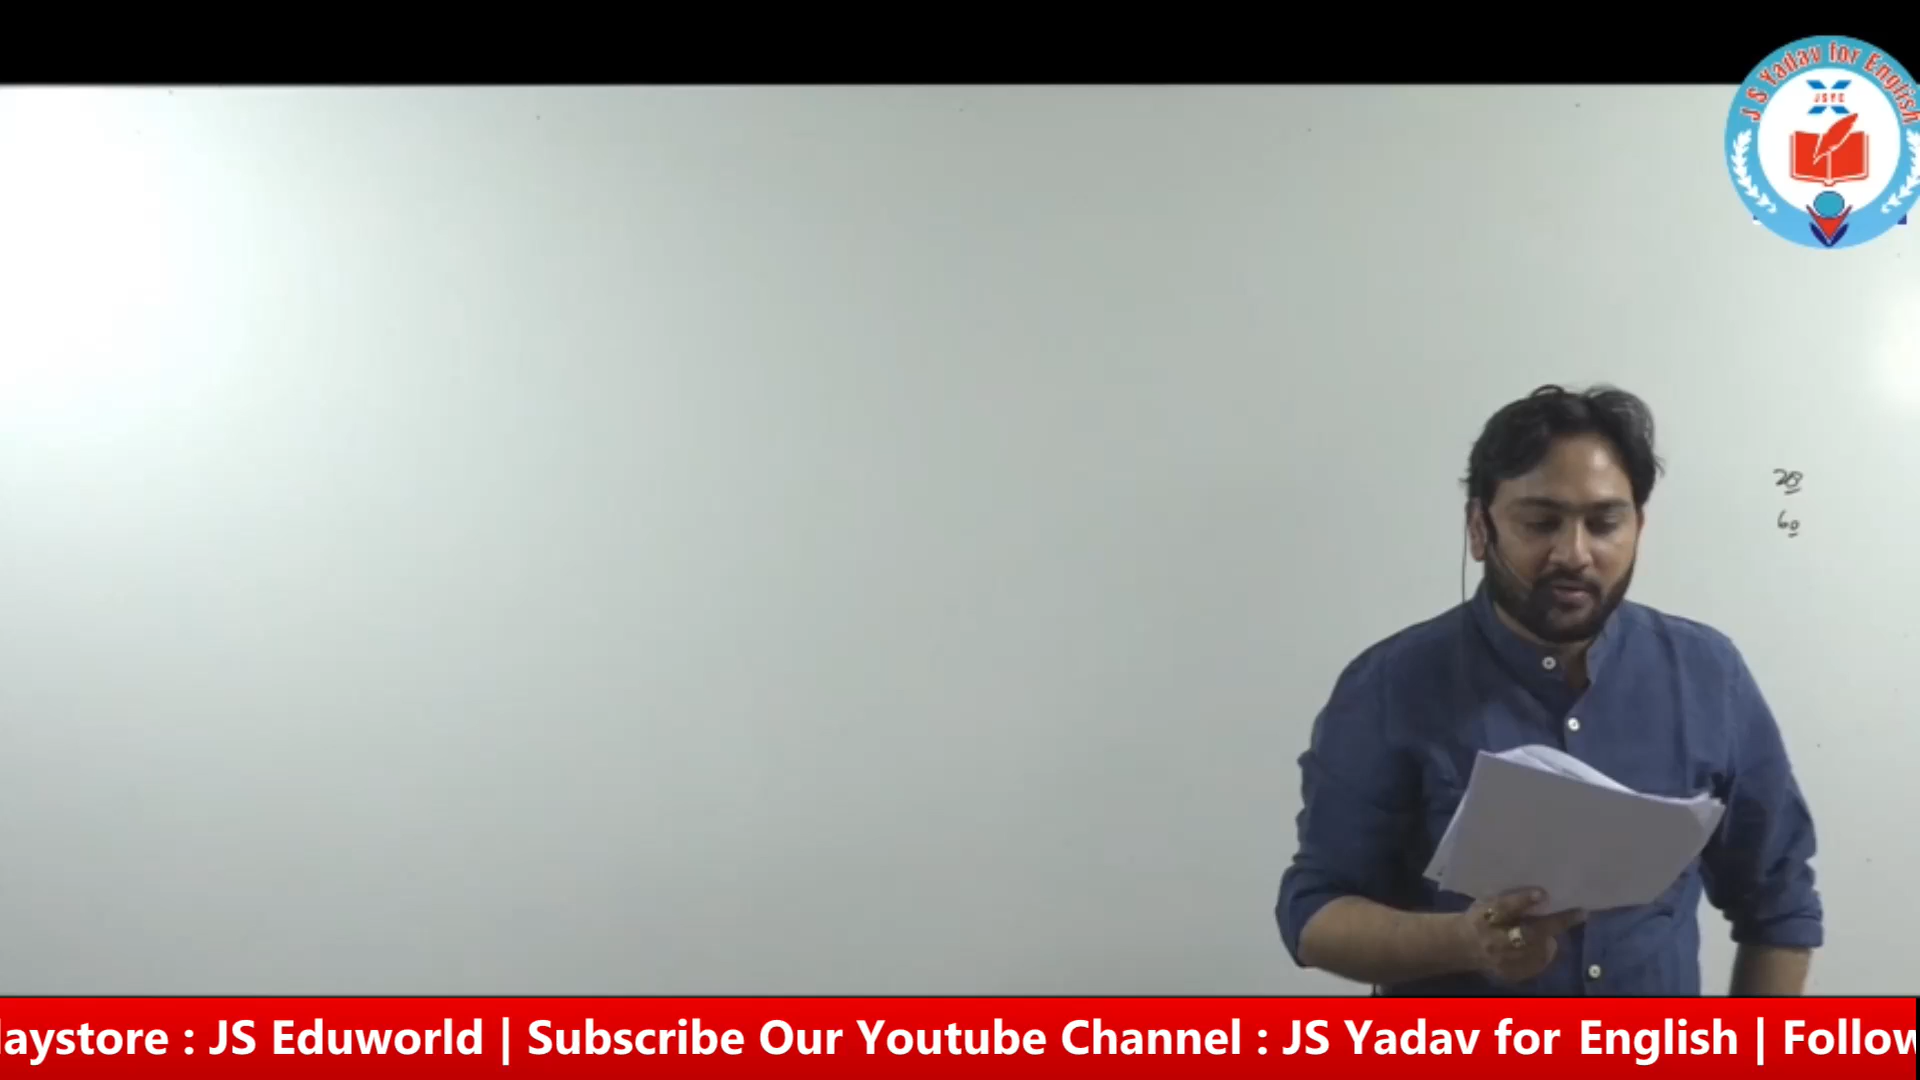 J S Yadav for English
JSYE
28
60
laystore : JS Eduworld | Subscribe Our Youtube Channel : JS Yadav for English | Follow